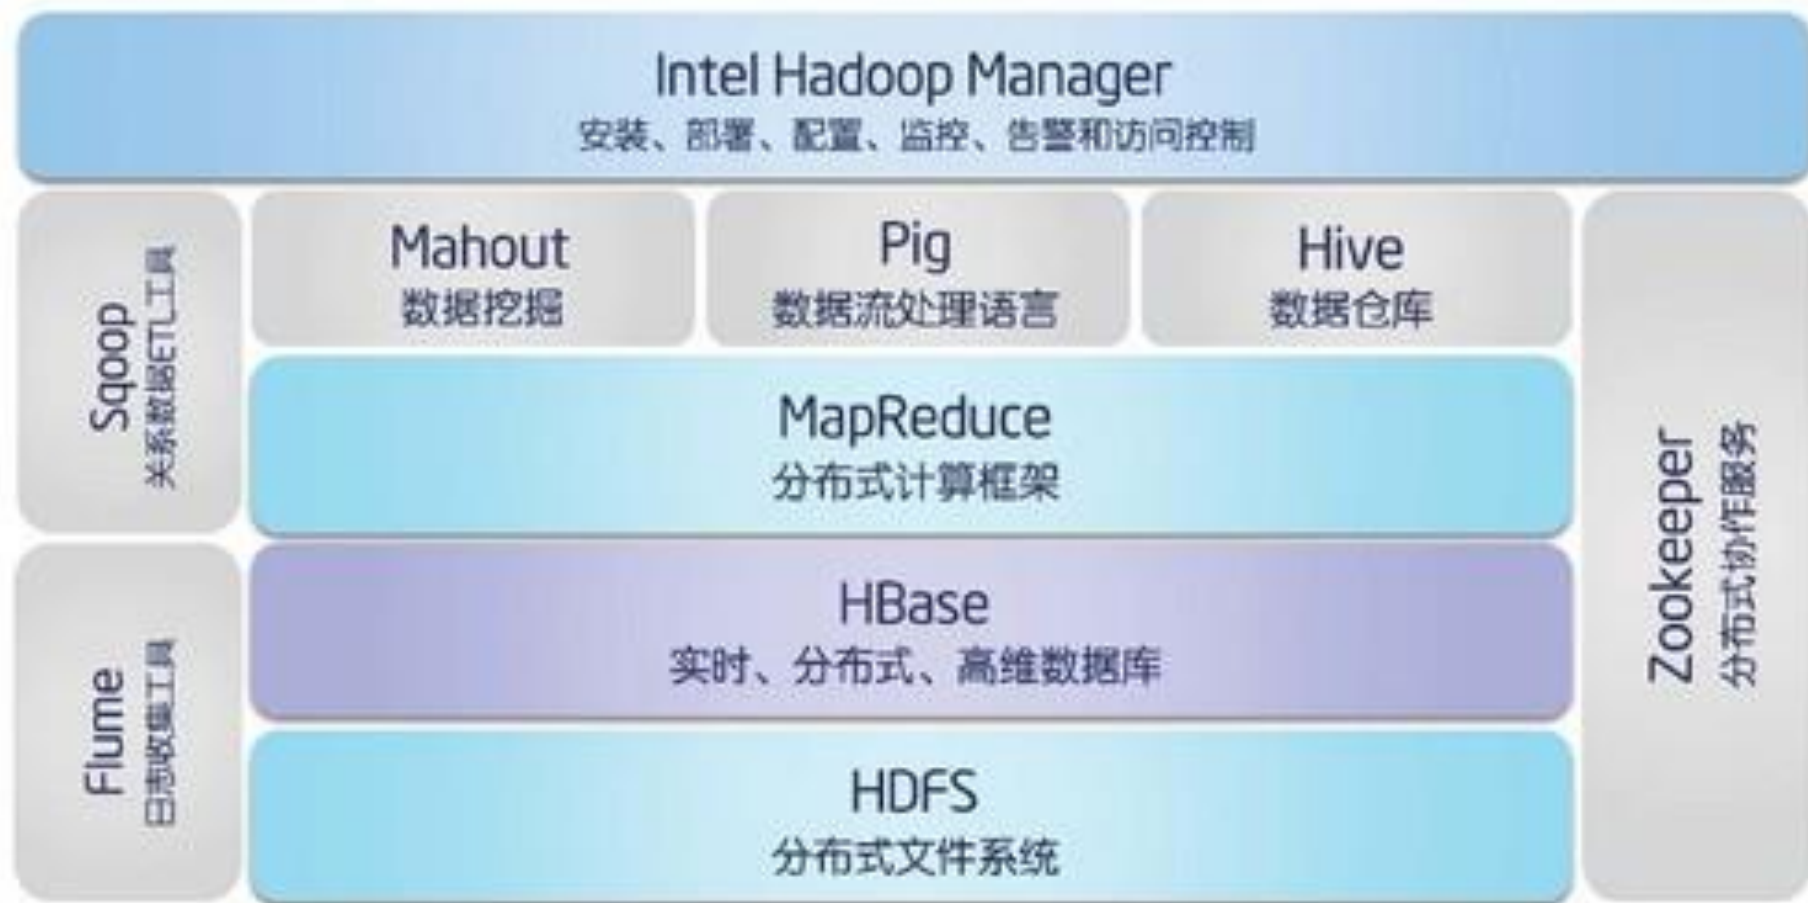 Intel Hadoop Manager
安装、部署、配置、监控、告警和访问控制
Sqoop
关系数据ETL工具
Mahout
数据挖掘
Pig
数据流处理语言
Hive
数据仓库
MapReduce
分布式计算框架
Zookeeper
分布式协作服务
Flume
日志收集工具
HBase
实时、分布式、高维数据库
HDFS
分布式文件系统